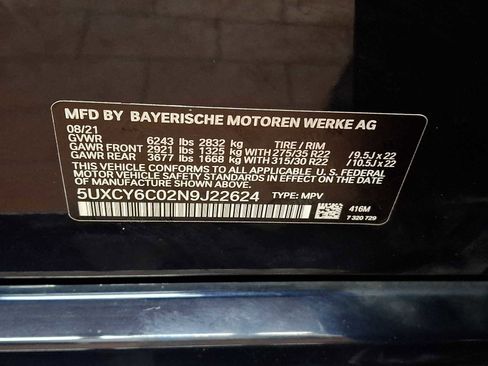 MFD BY BAYERISCHE MOTOREN WERKE AG
08/21
GVWR 6243 lbs 2832 kg TIRE / RIM
GAWR FRONT 2921 lbs 1325 kg WITH 275/35 R22 / 9.5J x 22
GAWR REAR 3677 lbs 1668 kg WITH 315/30 R22 / 10.5J x 22
THIS VEHICLE CONFORMS TO ALL APPLICABLE U. S. FEDERAL
MOTOR VEHICLE SAFETY STANDARDS IN EFFECT ON THE
DATE OF MANUFACTURE SHOWN ABOVE.
5UXCY6C02N9J22624 TYPE: MPV
416M
7 320 729